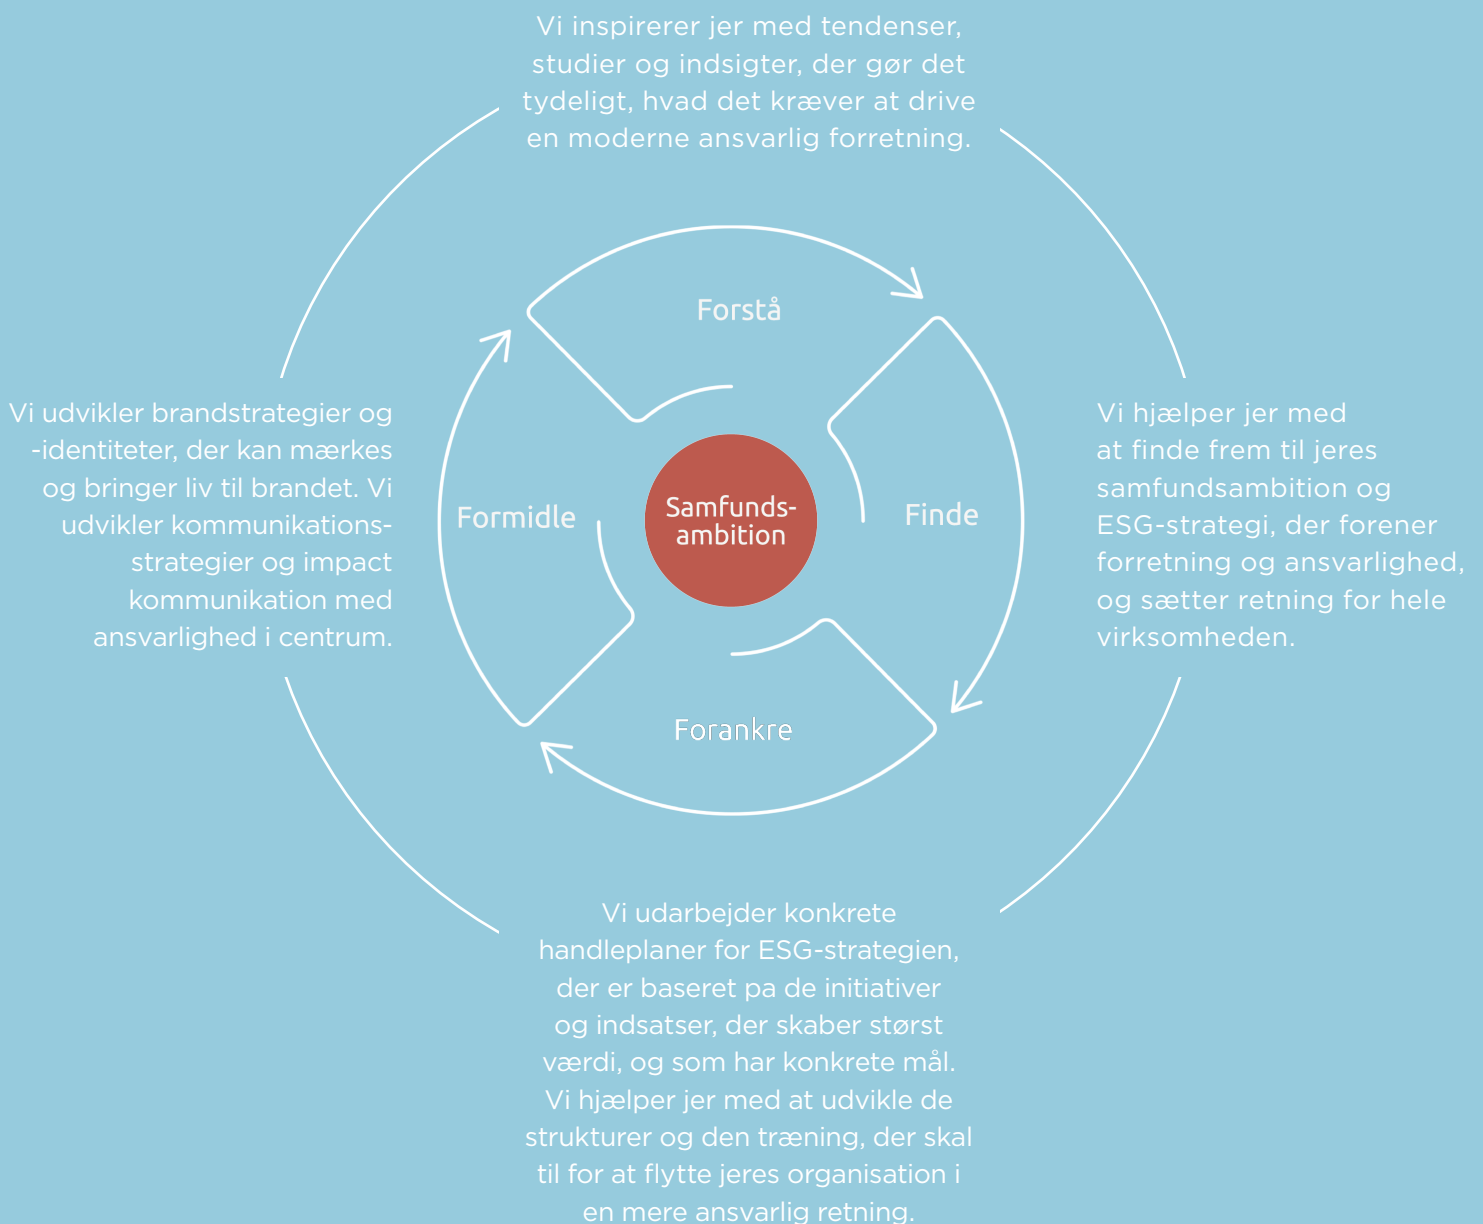 Vi inspirerer jer med tendenser,
studier og indsigter, der gør det
tydeligt, hvad det kræver at drive
en moderne ansvarlig forretning.
Forstå
Vi udvikler brandstrategier og
-identiteter, der kan mærkes
og bringer liv til brandet. Vi
udvikler kommunikations-
strategier og impact
kommunikation med
ansvarlighed i centrum.
Formidle
Samfunds-
ambition
Finde
Vi hjælper jer med
at finde frem til jeres
samfundsambition og
ESG-strategi, der forener
forretning og ansvarlighed,
og sætter retning for hele
virksomheden.
Forankre
Vi udarbejder konkrete
handleplaner for ESG-strategien,
der er baseret pa de initiativer
og indsatser, der skaber størst
værdi, og som har konkrete mål.
Vi hjælper jer med at udvikle de
strukturer og den træning, der skal
til for at flytte jeres organisation i
en mere ansvarlig retning.